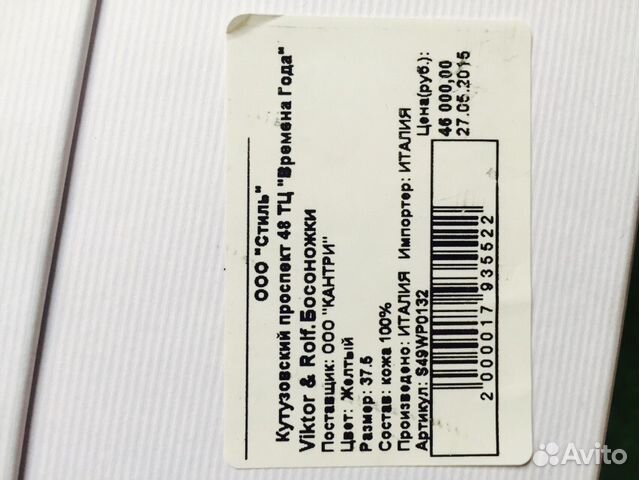 ООО "Стиль"
Кутузовский проспект 48 ТЦ "Времена Года"
Viktor & Rolf.Босоножки
Поставщик: ООО "КАНТРИ"
Цвет: Желтый
Размер: 37.5
Состав: кожа 100%
Произведено: ИТАЛИЯ Импортер: ИТАЛИЯ
Артикул: S49WP0132
Цена(руб.):
46 000,00
27.05.2015
2 000017 935522
Avito